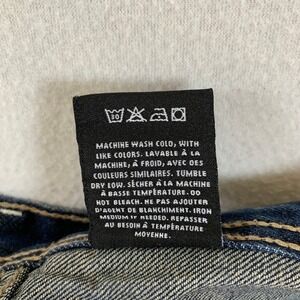 30
MACHINE WASH COLD, WITH
LIKE COLORS. LAVABLE À LA
MACHINE, À FROID, AVEC DES
COULEURS SIMILAIRES. TUMBLE
DRY LOW. SÉCHER À LA MACHINE
À BASSE TEMPÉRATURE. DO
NOT BLEACH. NE PAS AJOUTER
D'AGENT DE BLANCHIMENT. IRON
MEDIUM IF NEEDED. REPASSER
AU BESOIN À TEMPÉRATURE
MOYENNE.